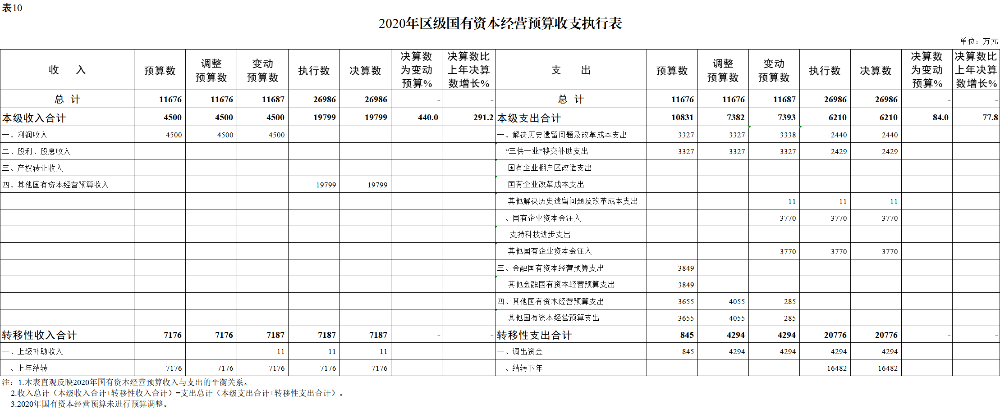 表10
2020年区级国有资本经营预算收支执行表
单位：万元
收 入 预算数 调整预算数 变动预算数 执行数 决算数 决算数为变动预算% 决算数比上年决算数增长% 支 出 预算数 调整预算数 变动预算数 执行数 决算数 决算数为变动预算% 决算数比上年决算数增长%
总 计 11676 11676 11687 26986 26986 - - 总 计 11676 11676 11687 26986 26986 - -
本级收入合计 4500 4500 4500 19799 19799 440.0 291.2 本级支出合计 10831 7382 7393 6210 6210 84.0 77.8
一、利润收入 4500 4500 4500 一、解决历史遗留问题及改革成本支出 3327 3327 3338 2440 2440
二、股利、股息收入 “三供一业”移交补助支出 3327 3327 3327 2429 2429
三、产权转让收入 国有企业棚户区改造支出
四、其他国有资本经营预算收入 19799 19799 国有企业改革成本支出
其他解决历史遗留问题及改革成本支出 11 11 11
二、国有企业资本金注入 3770 3770 3770
支持科技进步支出
其他国有企业资本金注入 3770 3770 3770
三、金融国有资本经营预算支出 3849
其他金融国有资本经营预算支出 3849
四、其他国有资本经营预算支出 3655 4055 285
其他国有资本经营预算支出 3655 4055 285
转移性收入合计 7176 7176 7187 7187 7187 - - 转移性支出合计 845 4294 4294 20776 20776 - -
一、上级补助收入 11 11 11 一、调出资金 845 4294 4294 4294 4294
二、上年结转 7176 7176 7176 7176 7176 二、结转下年 16482 16482
注：1.本表直观反映2020年国有资本经营预算收入与支出的平衡关系。
2.收入总计（本级收入合计+转移性收入合计）=支出总计（本级支出合计+转移性支出合计）。
3.2020年国有资本经营预算未进行预算调整。